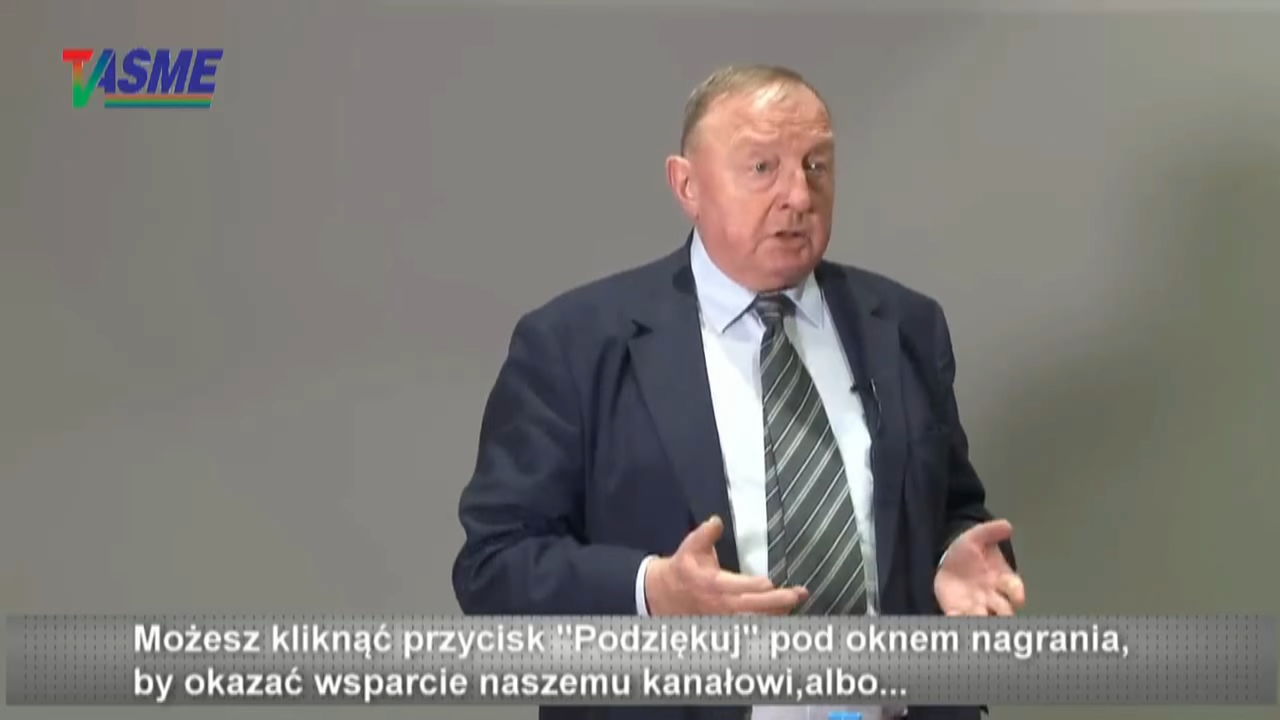 TVASME
Możesz kliknąć przycisk "Podziękuj" pod oknem nagrania,
by okazać wsparcie naszemu kanałowi,albo...